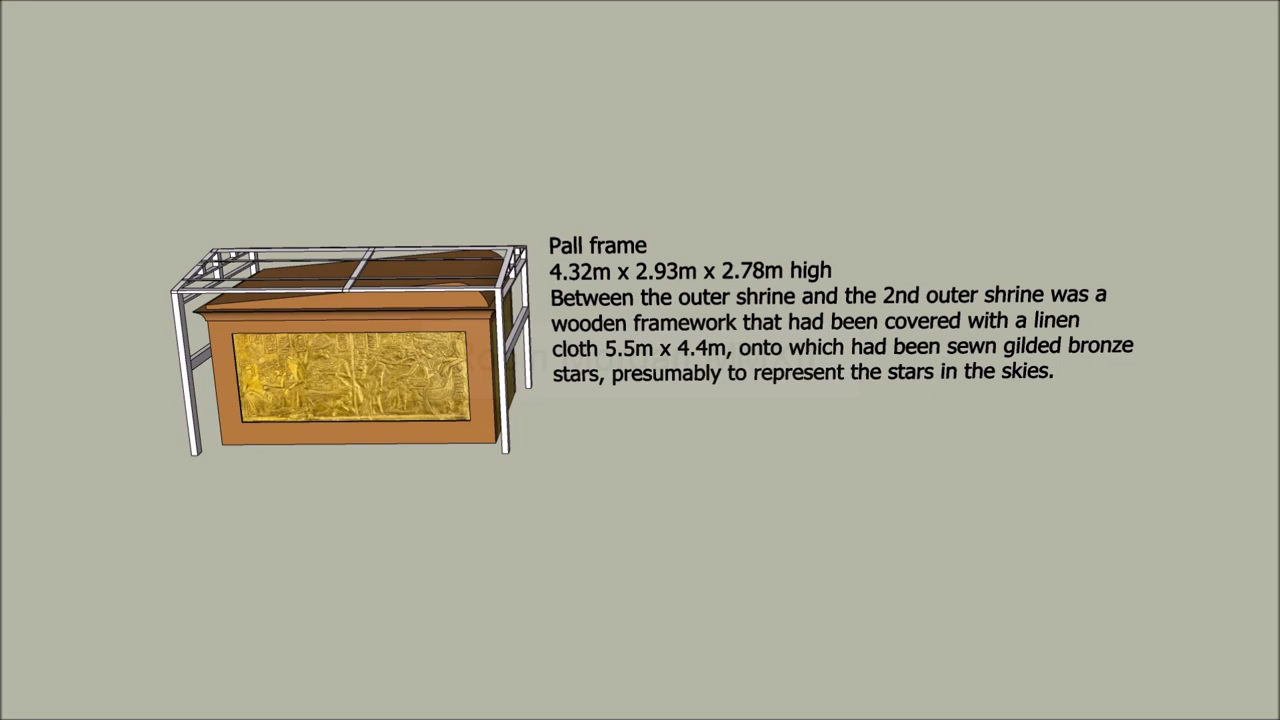 Pall frame
4.32m x 2.93m x 2.78m high
Between the outer shrine and the 2nd outer shrine was a
wooden framework that had been covered with a linen
cloth 5.5m x 4.4m, onto which had been sewn gilded bronze
stars, presumably to represent the stars in the skies.